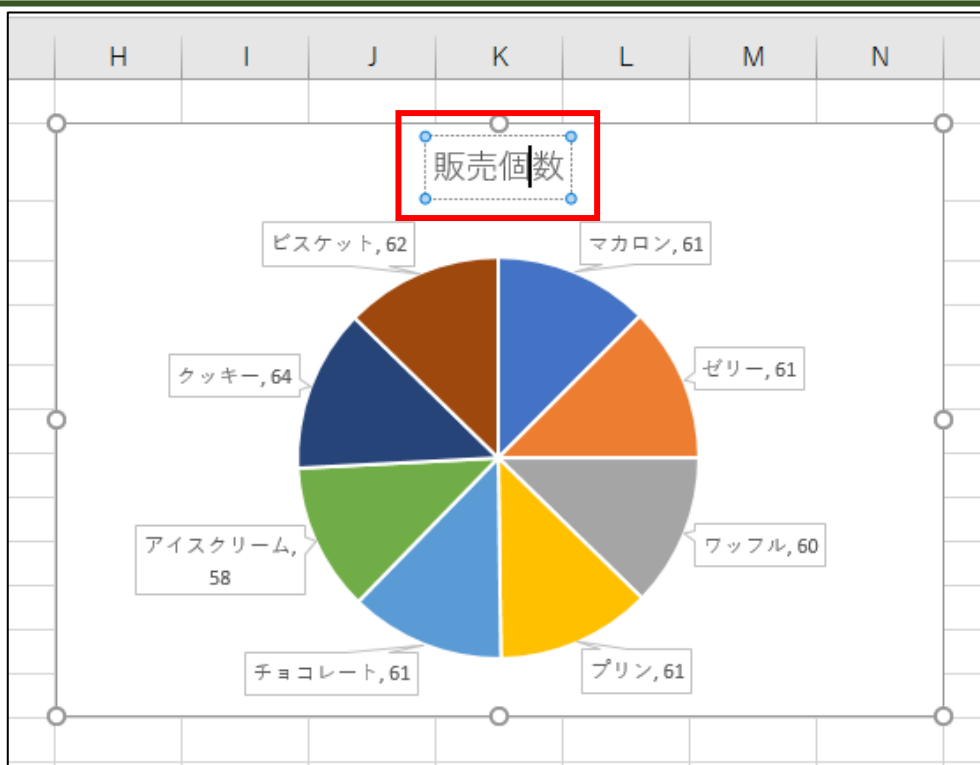 H I J K L M N
販売個数
ビスケット, 62
マカロン, 61
クッキー, 64
ゼリー, 61
アイスクリーム,
58
ワッフル, 60
チョコレート, 61
プリン, 61